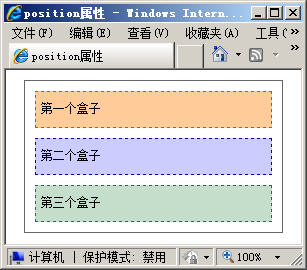 position属性 - Windows Intern...
文件(F) 编辑(E) 查看(V) 收藏夹(A) 工具(
position属性
第一个盒子
第二个盒子
第三个盒子
计算机 | 保护模式: 禁用 100%